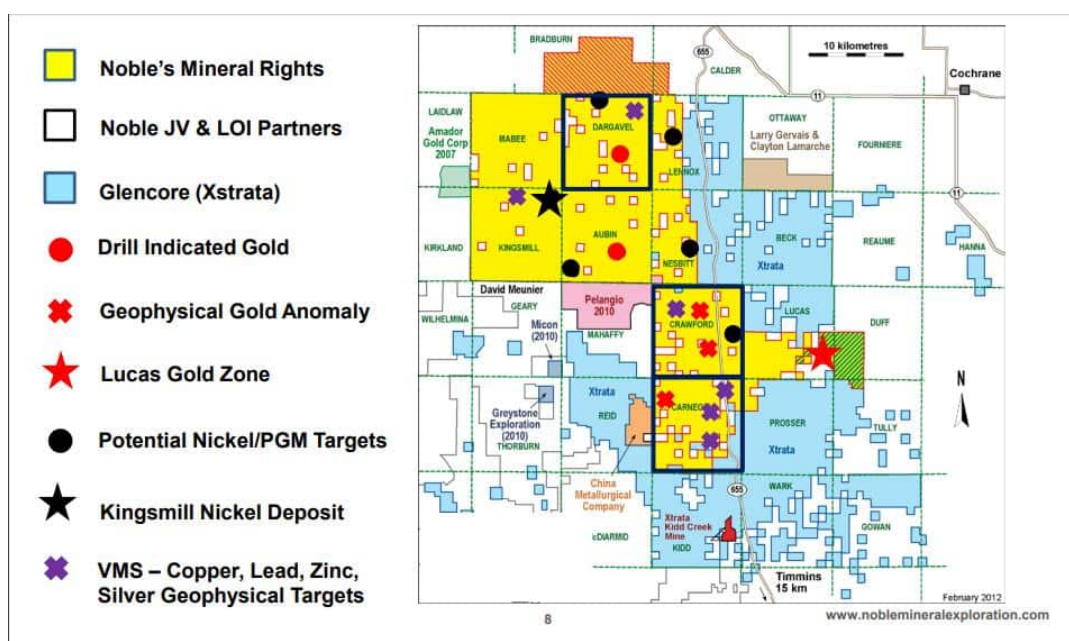 Noble's Mineral Rights
Noble JV & LOI Partners
Glencore (Xstrata)
Drill Indicated Gold
Geophysical Gold Anomaly
Lucas Gold Zone
Potential Nickel/PGM Targets
Kingsmill Nickel Deposit
VMS – Copper, Lead, Zinc,
Silver Geophysical Targets
BRADBURN
655
10 kilometres
CALDER
Cochrane
11
LAIDLAW
Amador
Gold Corp
2007
MABEE
DARGAVEL
LENNOX
OTTAWAY
Larry Gervais &
Clayton Lamarche
FOURNIERE
11
KIRKLAND
KINGSMILL
AUBIN
NESBITT
BECK
Xtrata
REAUME
HANNA
David Meunier
GEARY
WILHELMINA
Micon
(2010)
Pelangio
2010
MAHAFFY
CRAWFORD
LUCAS
DUFF
N
Xtrata
REID
Greystone
Exploration
(2010)
THORBURN
CARNEG
PROSSER
Xtrata
TULLY
China
Metallurgical
Company
655
WARK
GOWAN
Xtrata
Kidd Creek
Mine
KIDD
cDIARMID
Timmins
15 km
February 2012
8
www.noblemineralexploration.com